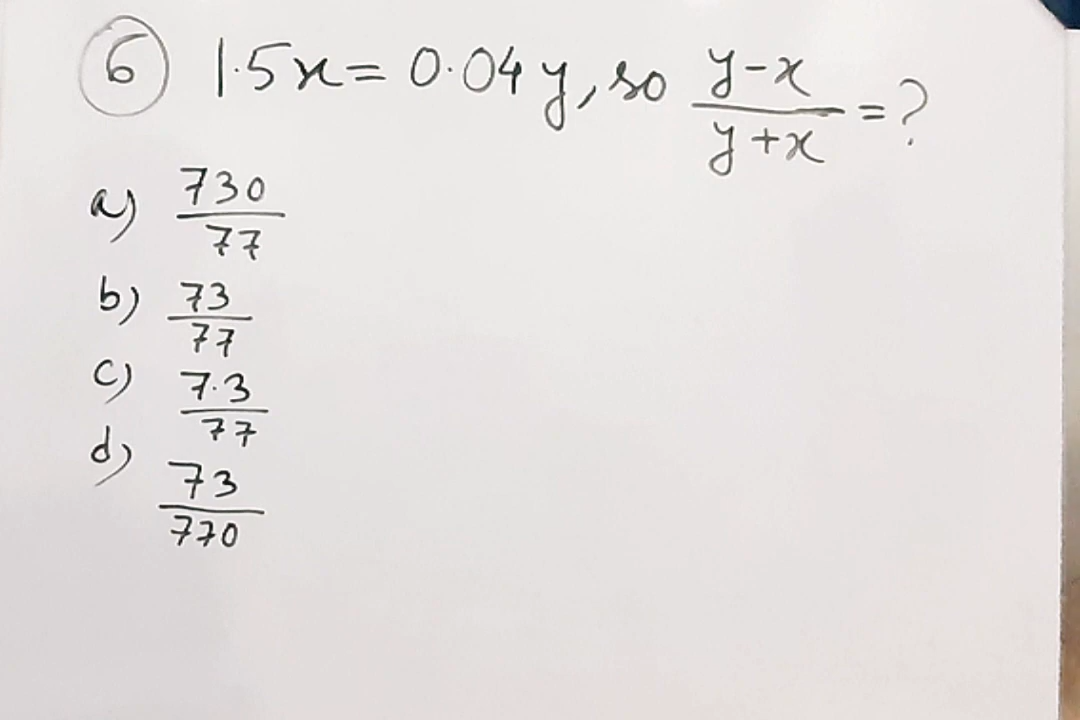 6 1.5x = 0.04y, so y-x / y+x = ?
a) 730/77
b) 73/77
c) 7.3/77
d) 73/770